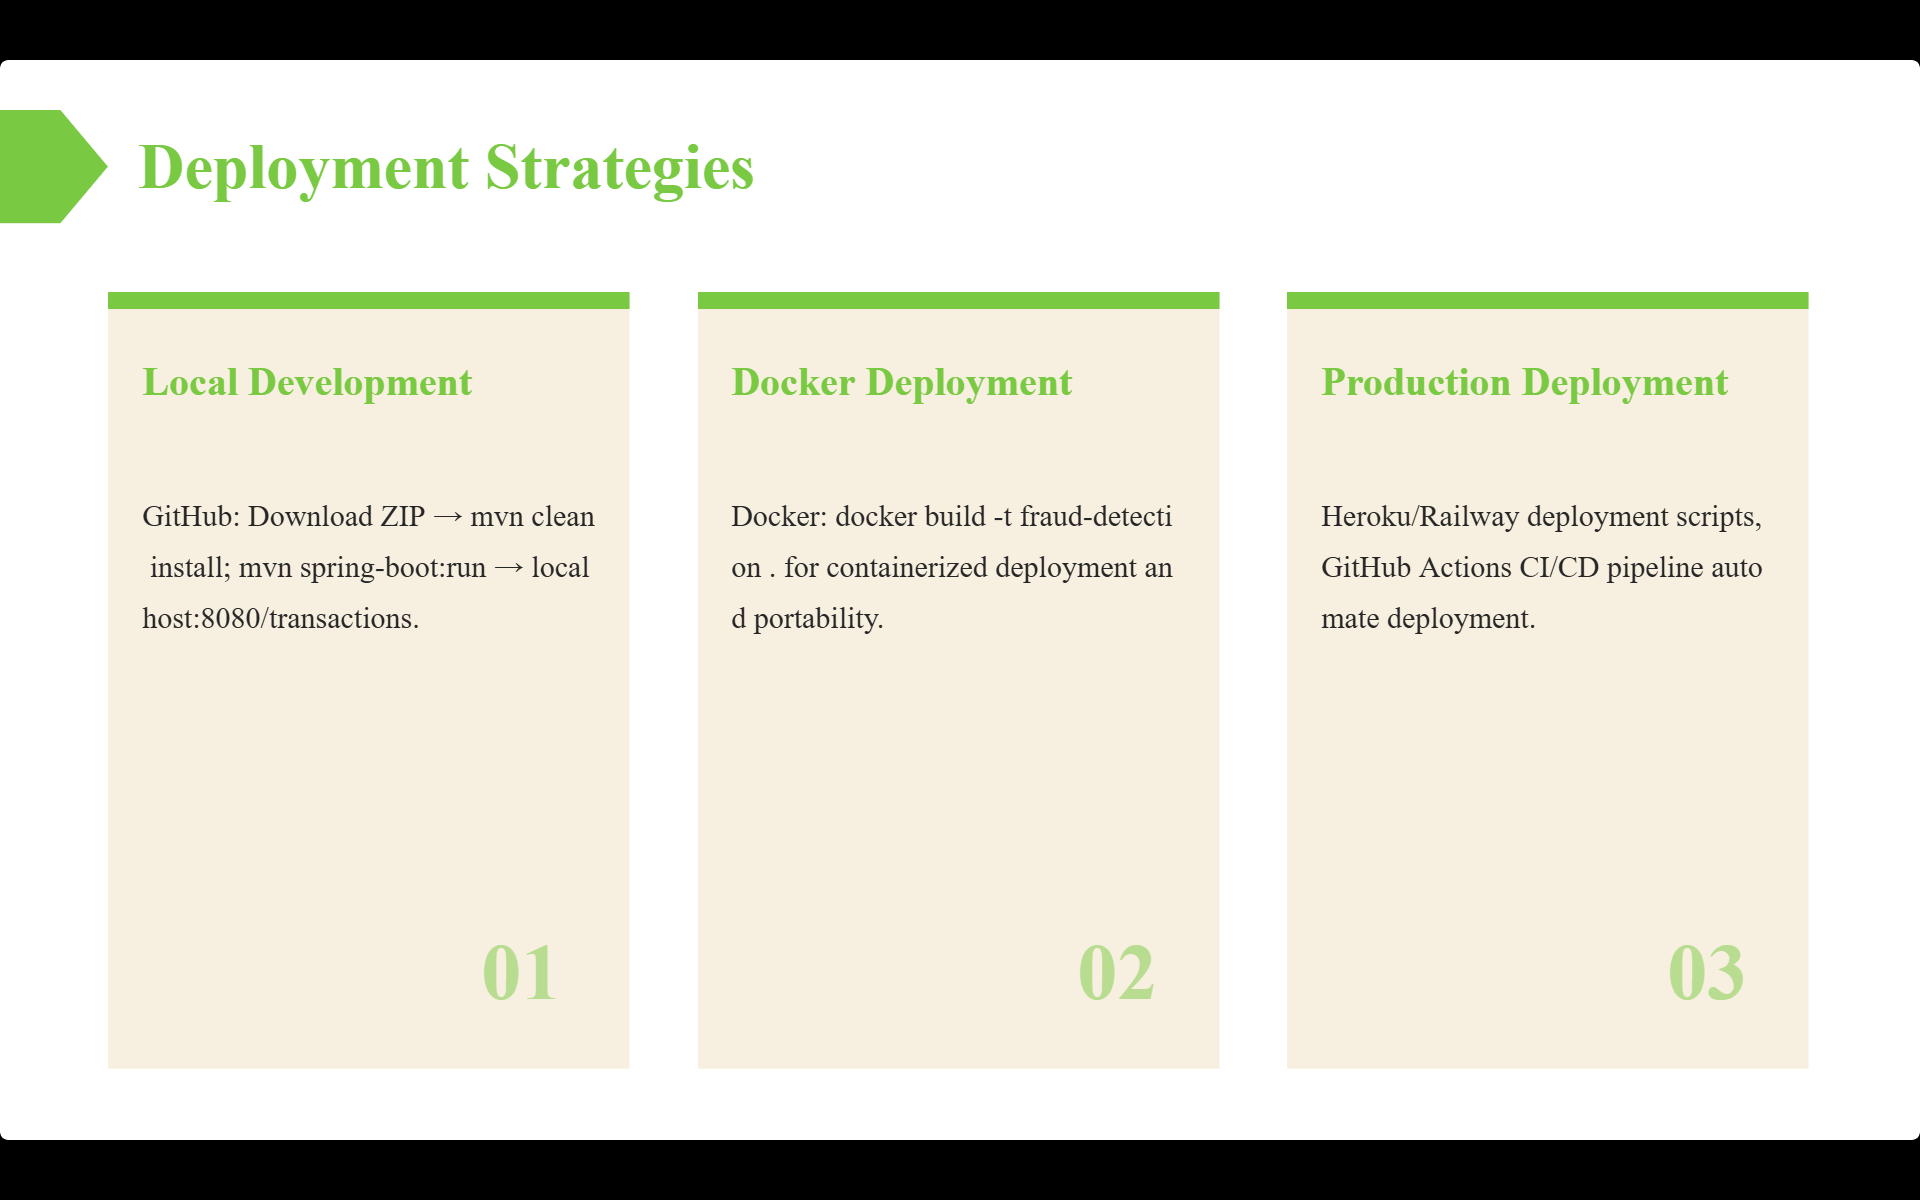 Deployment Strategies
Local Development
GitHub: Download ZIP → mvn clean
install; mvn spring-boot:run → local
host:8080/transactions.
01
Docker Deployment
Docker: docker build -t fraud-detecti
on . for containerized deployment an
d portability.
02
Production Deployment
Heroku/Railway deployment scripts,
GitHub Actions CI/CD pipeline auto
mate deployment.
03